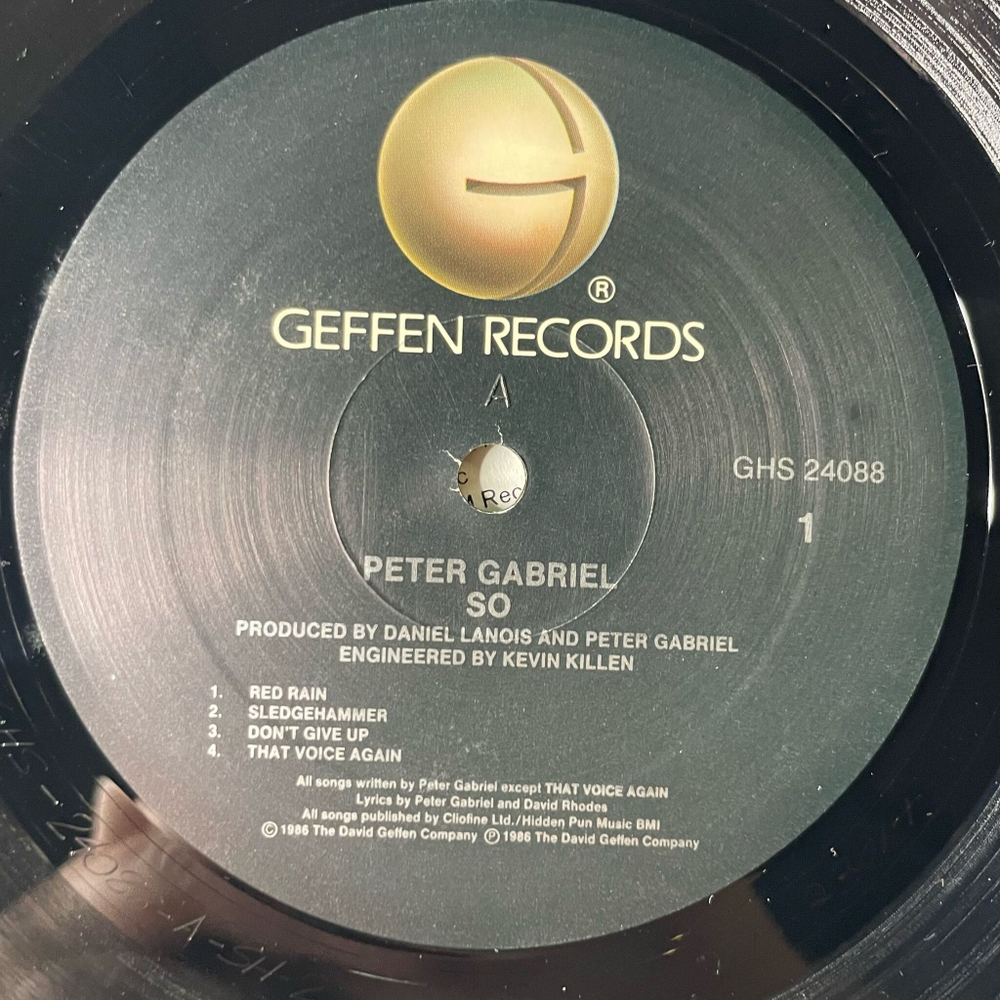 G
®
GEFFEN RECORDS
A
GHS 24088
c
Rec
1
PETER GABRIEL
SO
PRODUCED BY DANIEL LANOIS AND PETER GABRIEL
ENGINEERED BY KEVIN KILLEN
1. RED RAIN
2. SLEDGEHAMMER
3. DON'T GIVE UP
4. THAT VOICE AGAIN
All songs written by Peter Gabriel except THAT VOICE AGAIN
Lyrics by Peter Gabriel and David Rhodes
All songs published by Cliofine Ltd./Hidden Pun Music BMI
© 1986 The David Geffen Company ℗ 1986 The David Geffen Company
-A-SH